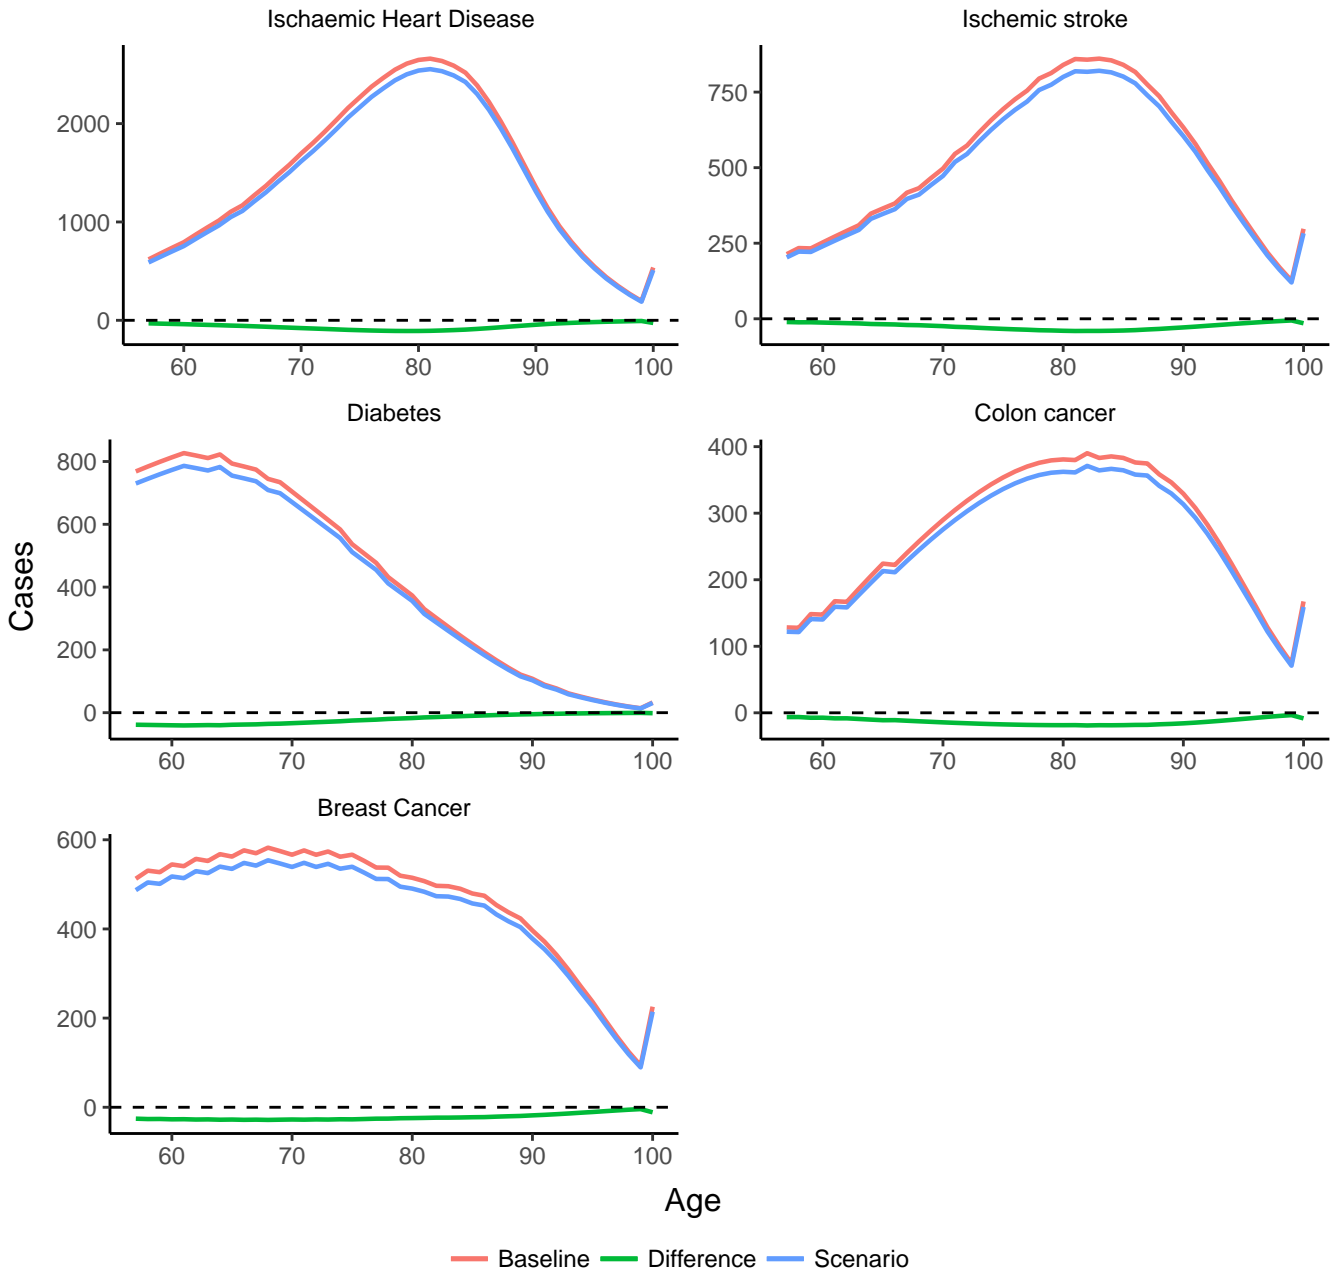 Ischaemic Heart Disease
2000
1000
0
60 70 80 90 100
Ischemic stroke
750
500
250
0
60 70 80 90 100
Diabetes
800
600
400
200
0
60 70 80 90 100
Colon cancer
400
300
200
100
0
60 70 80 90 100
Breast Cancer
600
400
200
0
60 70 80 90 100
Cases
Age
Baseline Difference Scenario